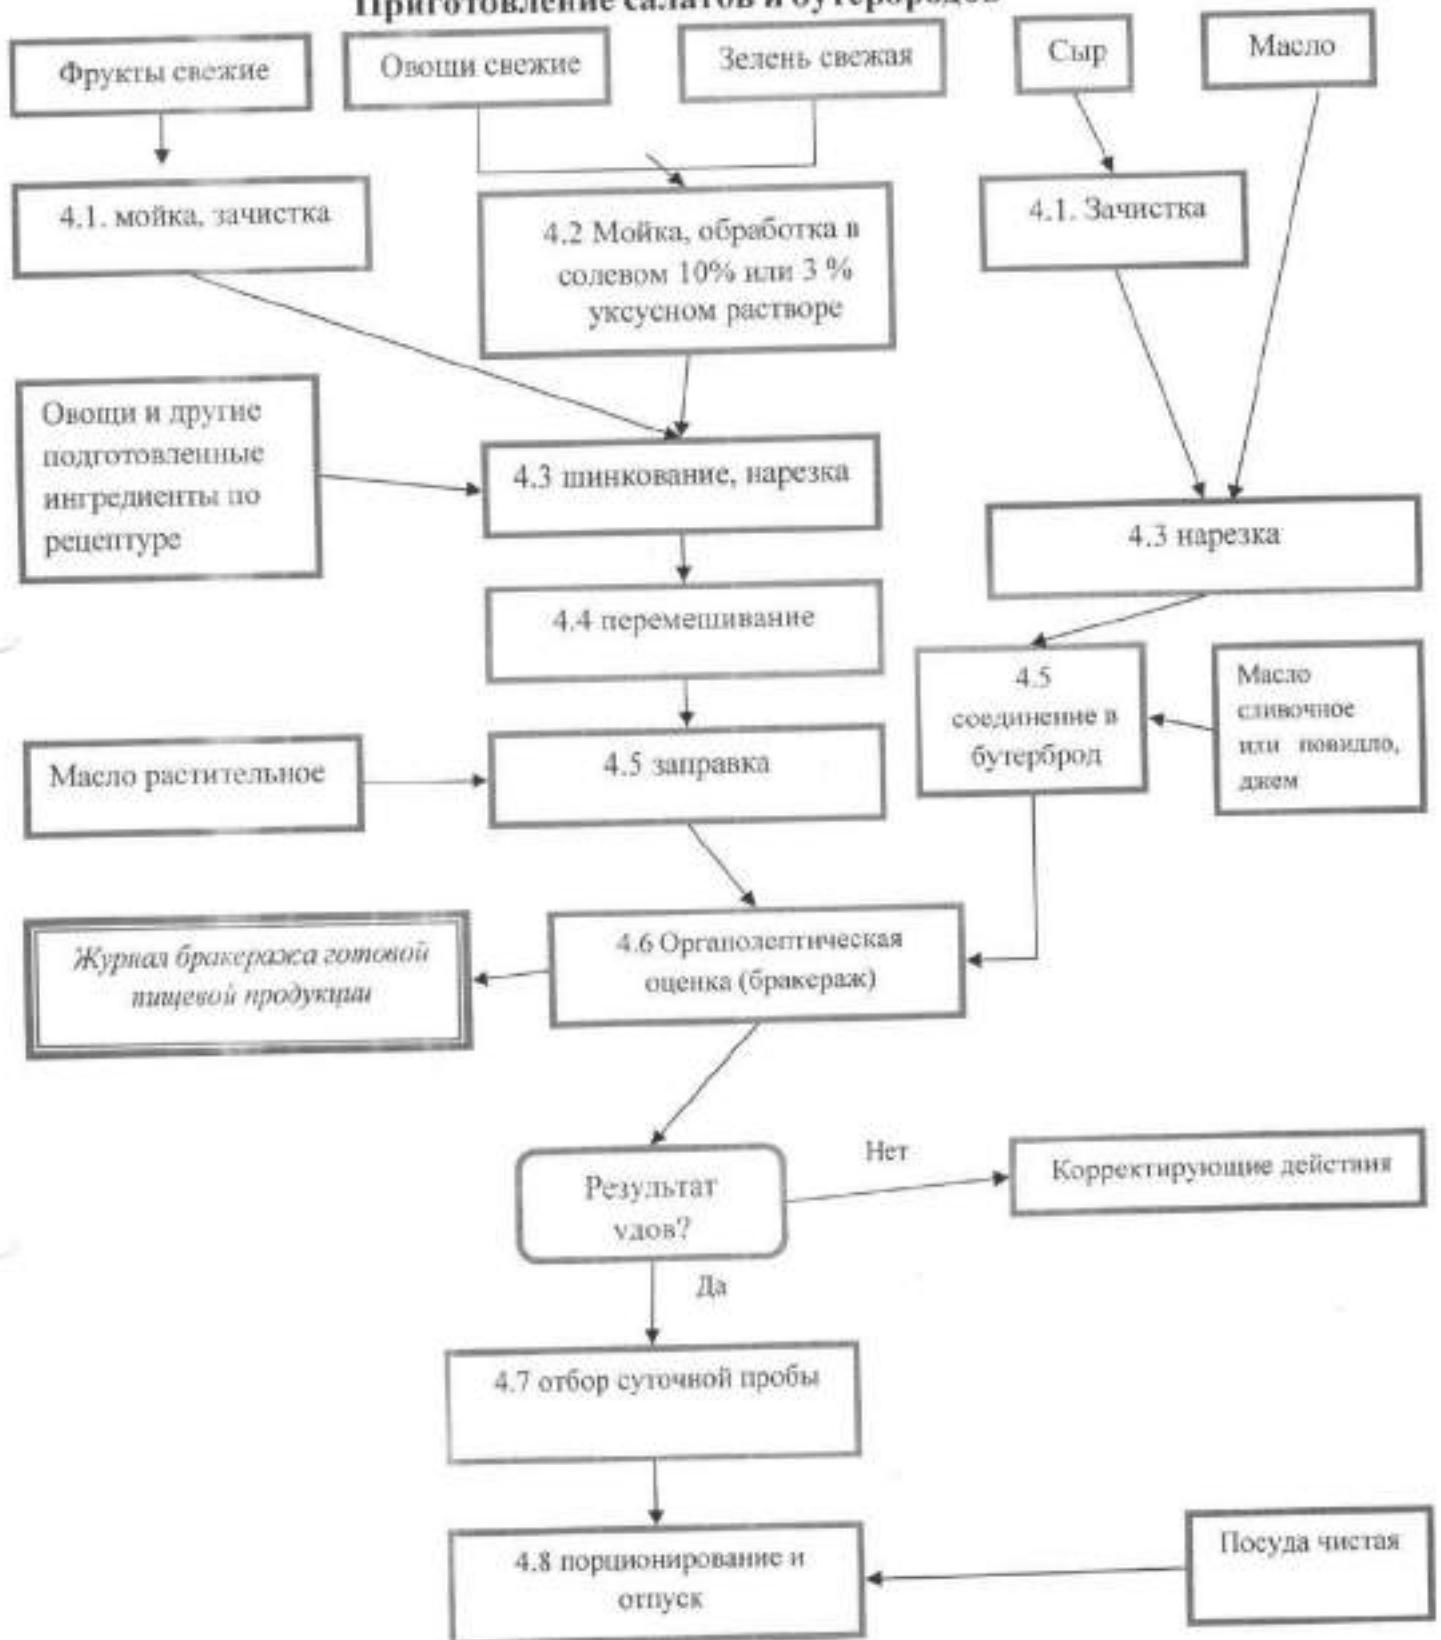 Приготовление салатов и бутербродов
Фрукты свежие
Овощи свежие
Зелень свежая
Сыр
Масло
4.1. мойка, зачистка
4.2 Мойка, обработка в
солевом 10% или 3 %
уксусном растворе
4.1. Зачистка
Овощи и другие
подготовленные
ингредиенты по
рецептуре
4.3 шинкование, нарезка
4.3 нарезка
4.4 перемешивание
4.5
соединение в
бутерброд
Масло
сливочное
или повидло,
джем
Масло растительное
4.5 заправка
Журнал бракеража готовой
пищевой продукции
4.6 Органолептическая
оценка (бракераж)
Результат
удов?
Нет
Корректирующие действия
Да
4.7 отбор суточной пробы
4.8 порционирование и
отпуск
Посуда чистая